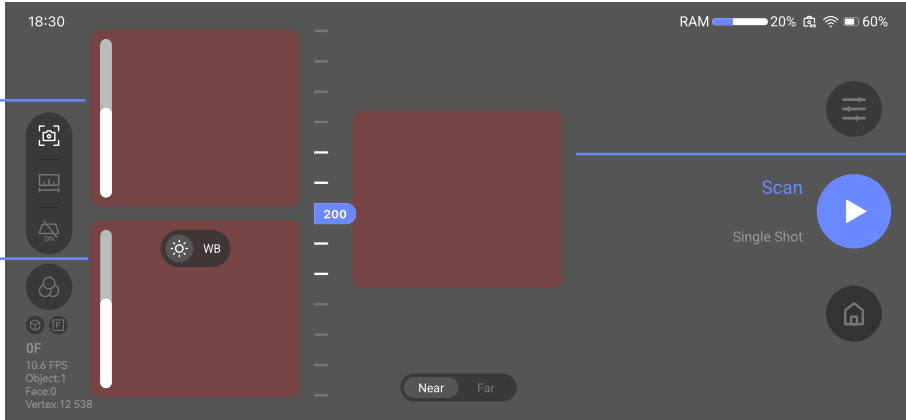 18:30
RAM 20% 60%
ON
WB
200
Scan
Single Shot
F
0F
10.6 FPS
Object:1
Face:0
Vertex:12 538
Near Far